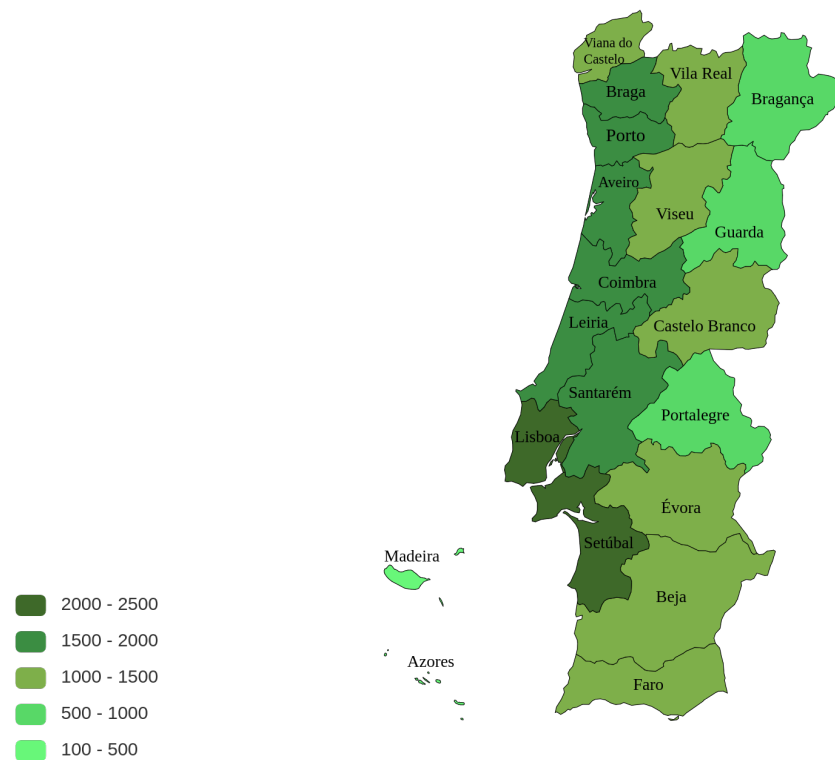 Viana do
Castelo
Vila Real
Braga
Bragança
Porto
Aveiro
Viseu
Guarda
Coimbra
Leiria
Castelo Branco
Santarém
Portalegre
Lisboa
Évora
Setúbal
Madeira
Beja
Azores
Faro
2000 - 2500
1500 - 2000
1000 - 1500
500 - 1000
100 - 500